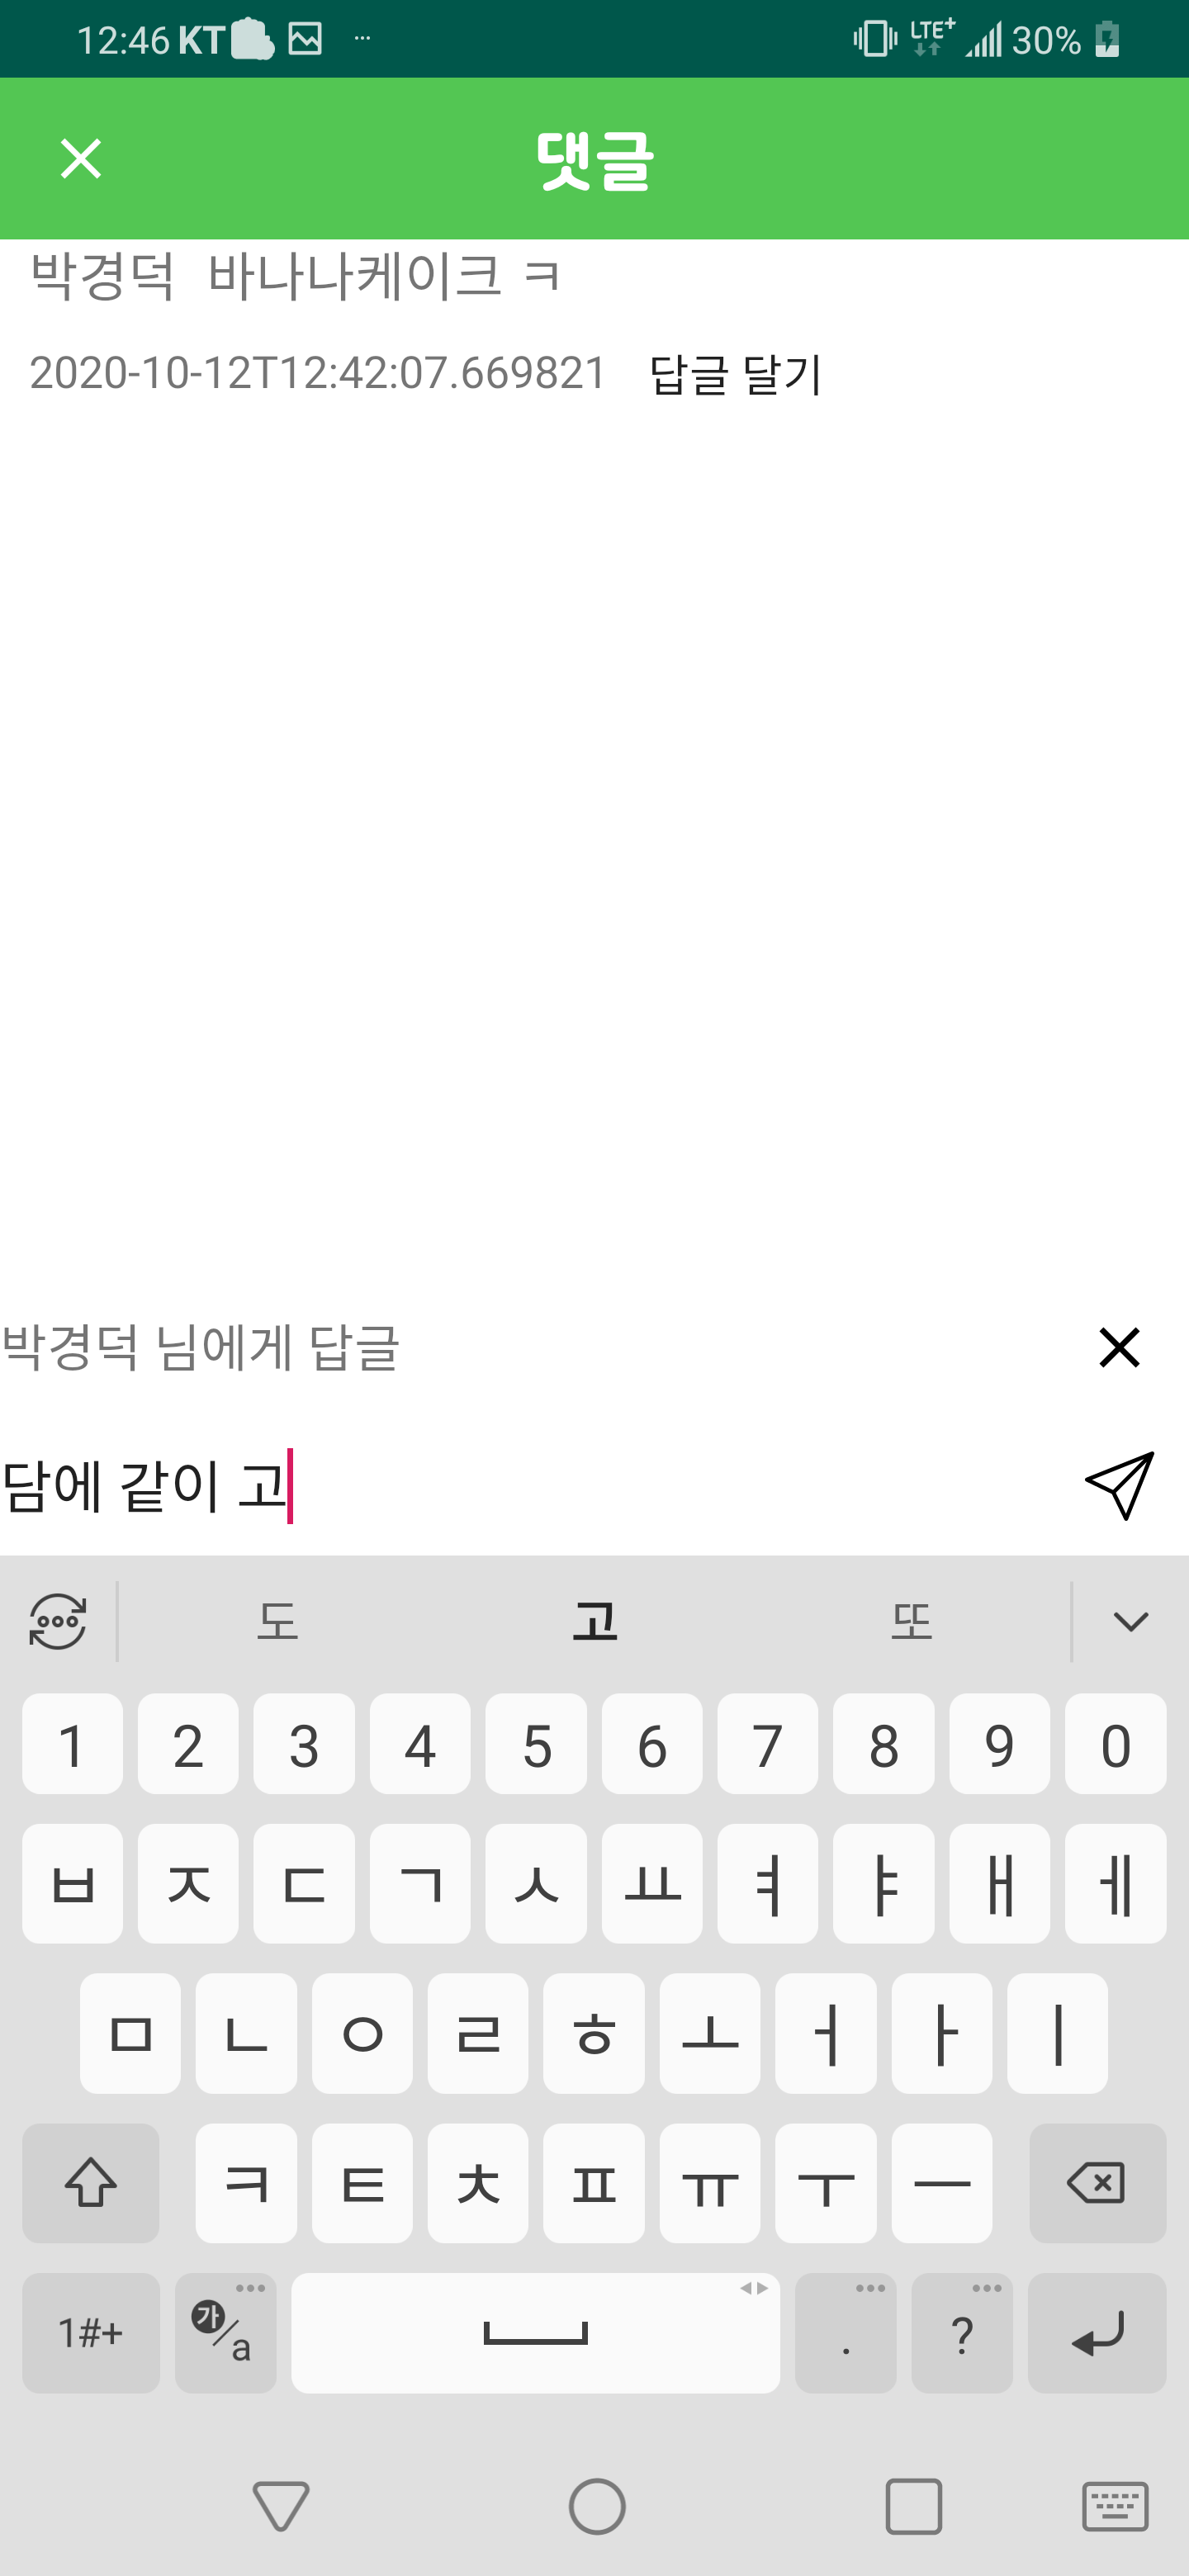 12:46 KT ... LTE+ 30%
댓글
박경덕 바나나케이크 ㅋ
2020-10-12T12:42:07.669821 답글 달기
박경덕 님에게 답글
담에 같이 고
도 고 또
1 2 3 4 5 6 7 8 9 0
ㅂ ㅈ ㄷ ㄱ ㅅ ㅛ ㅕ ㅑ ㅐ ㅔ
ㅁ ㄴ ㅇ ㄹ ㅎ ㅗ ㅓ ㅏ ㅣ
ㅋ ㅌ ㅊ ㅍ ㅠ ㅜ ㅡ
1#+ 가/a . ?